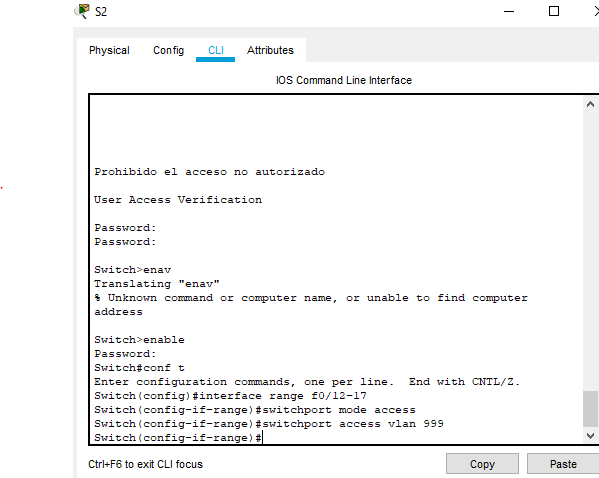 S2
Physical Config CLI Attributes
IOS Command Line Interface
Prohibido el acceso no autorizado
User Access Verification
Password:
Password:
Switch>enav
Translating "enav"
% Unknown command or computer name, or unable to find computer
address
Switch>enable
Password:
Switch#conf t
Enter configuration commands, one per line.  End with CNTL/Z.
Switch(config)#interface range f0/12-17
Switch(config-if-range)#switchport mode access
Switch(config-if-range)#switchport access vlan 999
Switch(config-if-range)#
Ctrl+F6 to exit CLI focus
Copy Paste